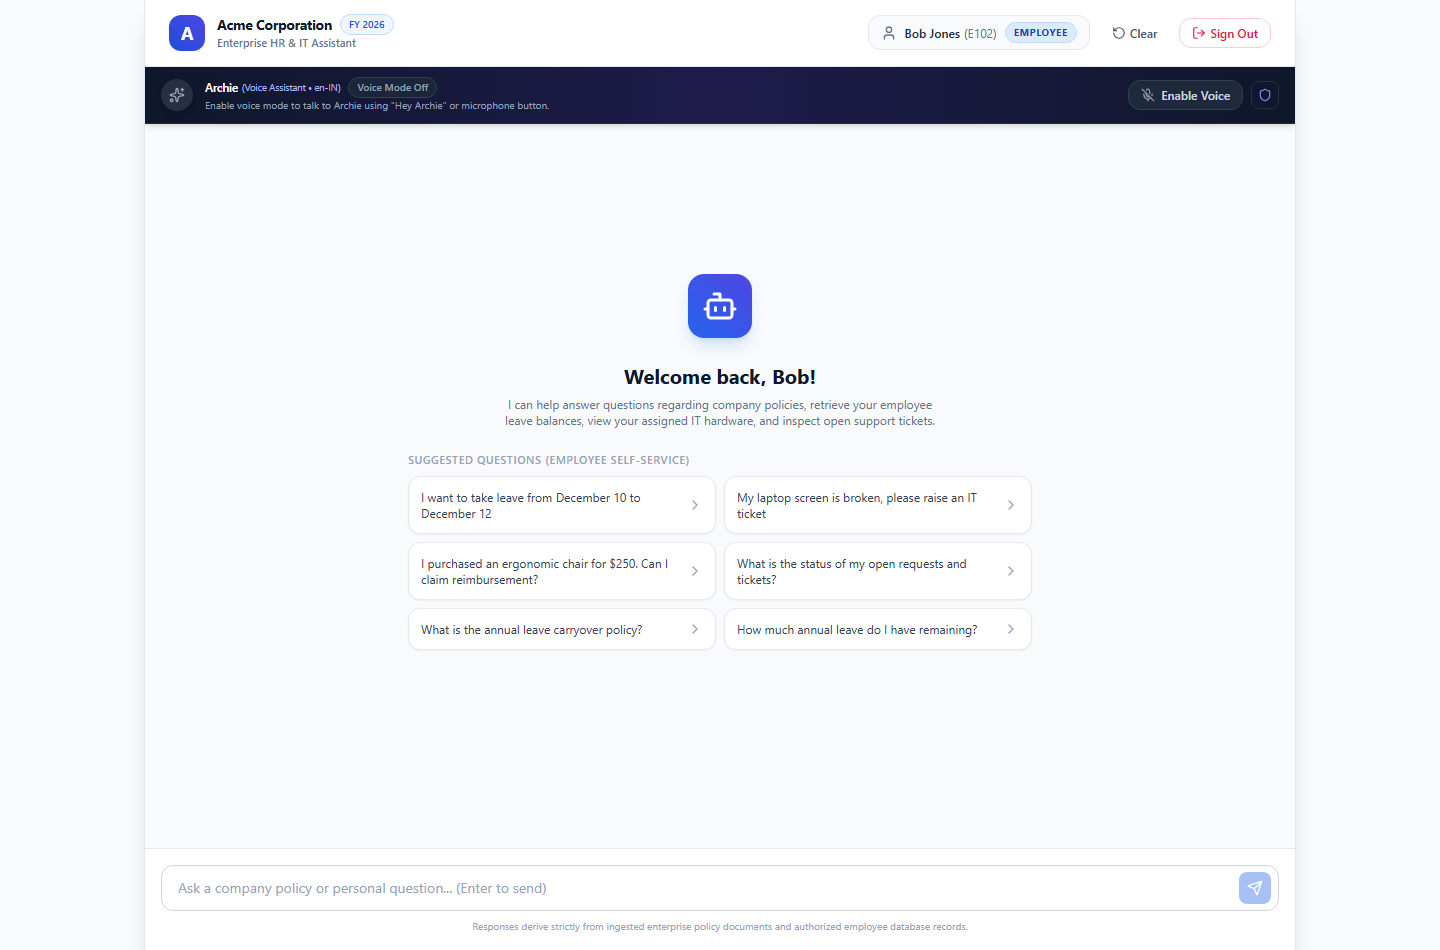 A
Acme Corporation
FY 2026
Enterprise HR & IT Assistant
Bob Jones (E102)
EMPLOYEE
Clear
Sign Out
Archie (Voice Assistant • en-IN)
Voice Mode Off
Enable voice mode to talk to Archie using "Hey Archie" or microphone button.
Enable Voice
Welcome back, Bob!
I can help answer questions regarding company policies, retrieve your employee
leave balances, view your assigned IT hardware, and inspect open support tickets.
SUGGESTED QUESTIONS (EMPLOYEE SELF-SERVICE)
I want to take leave from December 10 to
December 12
My laptop screen is broken, please raise an IT
ticket
I purchased an ergonomic chair for $250. Can I
claim reimbursement?
What is the status of my open requests and
tickets?
What is the annual leave carryover policy?
How much annual leave do I have remaining?
Ask a company policy or personal question... (Enter to send)
Responses derive strictly from ingested enterprise policy documents and authorized employee database records.